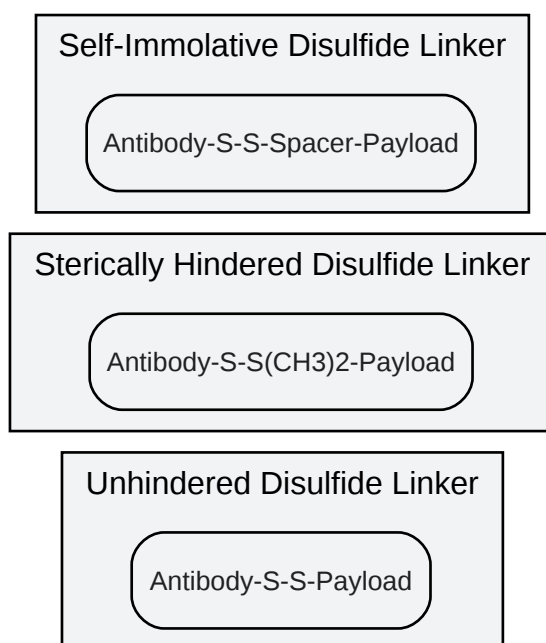 Self-Immolative Disulfide Linker
Antibody-S-S-Spacer-Payload
Sterically Hindered Disulfide Linker
Antibody-S-S(CH3)2-Payload
Unhindered Disulfide Linker
Antibody-S-S-Payload